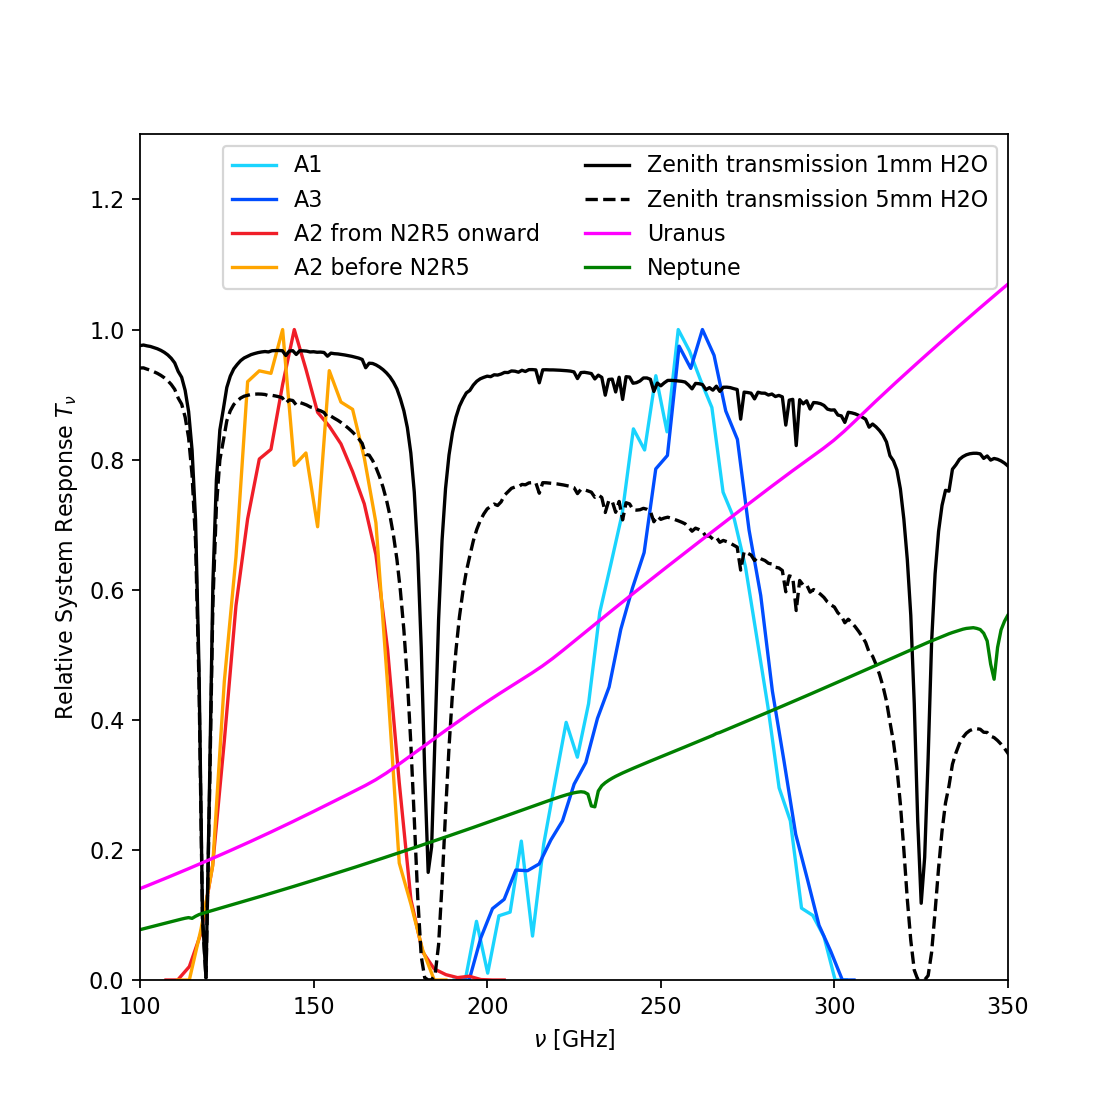 A1
A3
A2 from N2R5 onward
A2 before N2R5
Zenith transmission 1mm H2O
Zenith transmission 5mm H2O
Uranus
Neptune
Relative System Response Tν
1.2
1.0
0.8
0.6
0.4
0.2
0.0
100 150 200 250 300 350
ν [GHz]